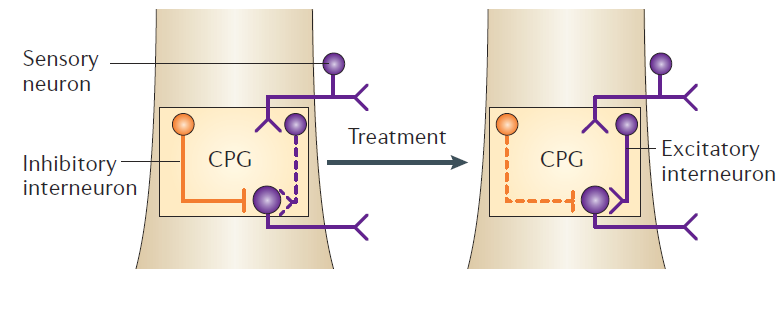 Sensory
neuron
Inhibitory
interneuron
CPG
Treatment
CPG
Excitatory
interneuron